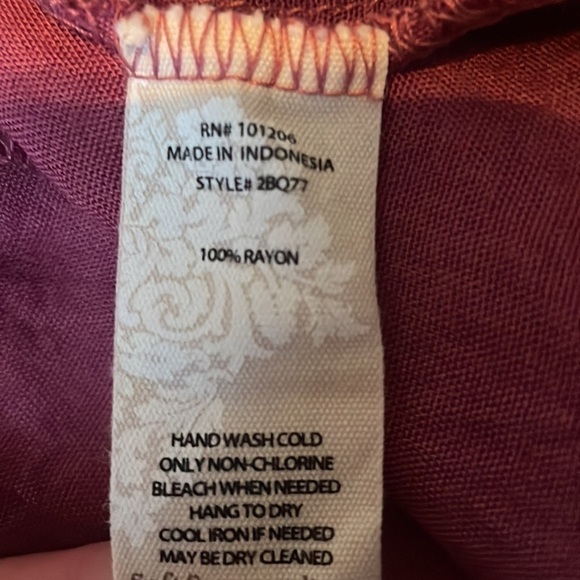 RN# 101206
MADE IN INDONESIA
STYLE# 2BQ77
100% RAYON
HAND WASH COLD
ONLY NON-CHLORINE
BLEACH WHEN NEEDED
HANG TO DRY
COOL IRON IF NEEDED
MAY BE DRY CLEANED